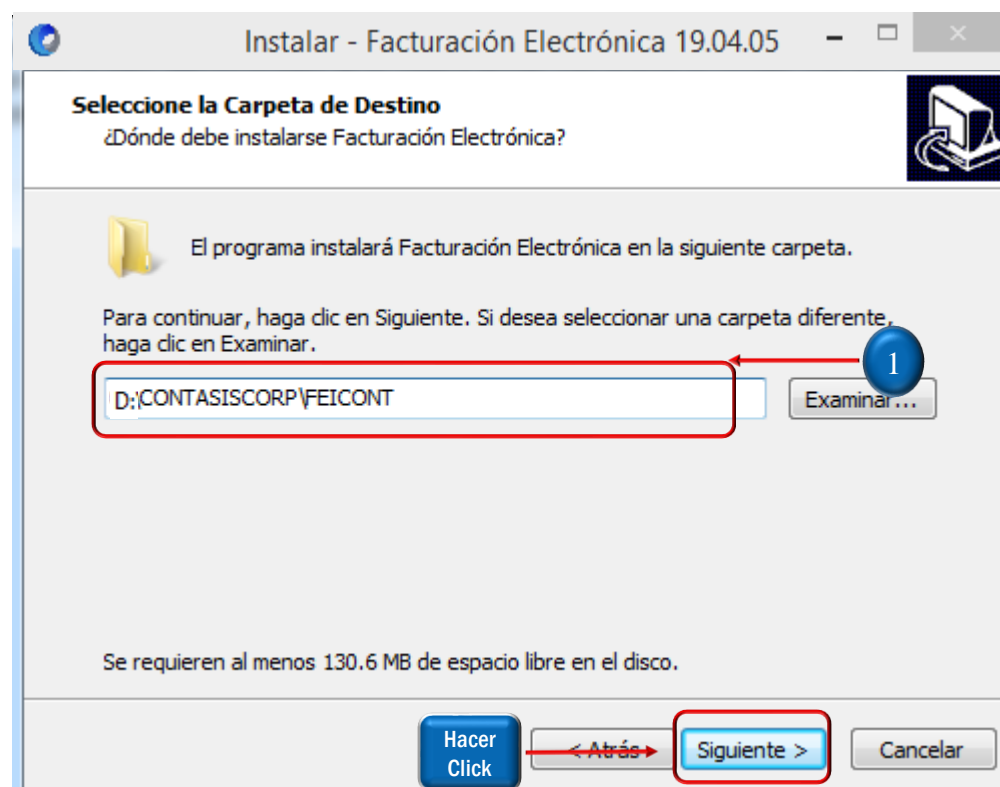 Instalar - Facturación Electrónica 19.04.05
Seleccione la Carpeta de Destino
¿Dónde debe instalarse Facturación Electrónica?
El programa instalará Facturación Electrónica en la siguiente carpeta.
Para continuar, haga clic en Siguiente. Si desea seleccionar una carpeta diferente,
haga clic en Examinar.
1
D:\CONTASISCORP\FEICONT
Examinar...
Se requieren al menos 130.6 MB de espacio libre en el disco.
Hacer
Click
< Atrás
Siguiente >
Cancelar